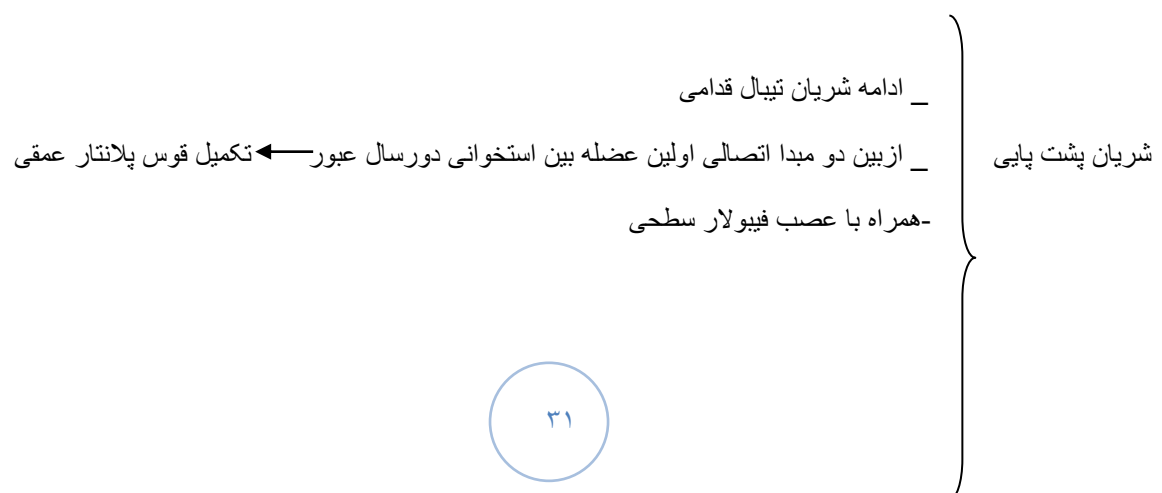 شریان پشت پایی
_ ادامه شریان تیبال قدامی
_ ازبین دو مبدا اتصالی اولین عضله بین استخوانی دورسال عبور ← تکمیل قوس پلانتار عمقی
-همراه با عصب فیبولار سطحی
۳۱